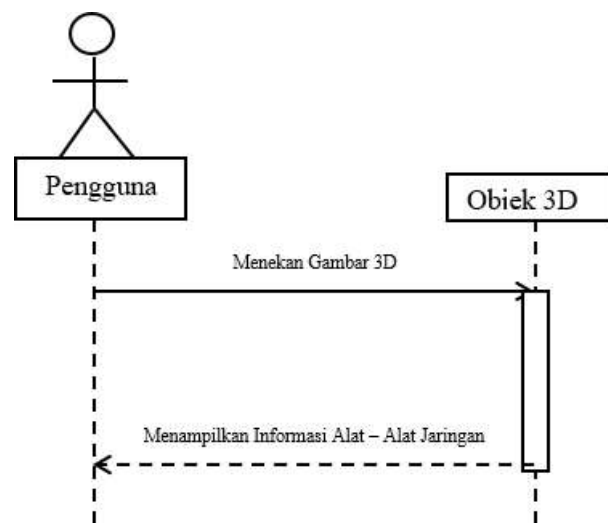 Pengguna
Obiek 3D
Menekan Gambar 3D
Menampilkan Informasi Alat – Alat Jaringan